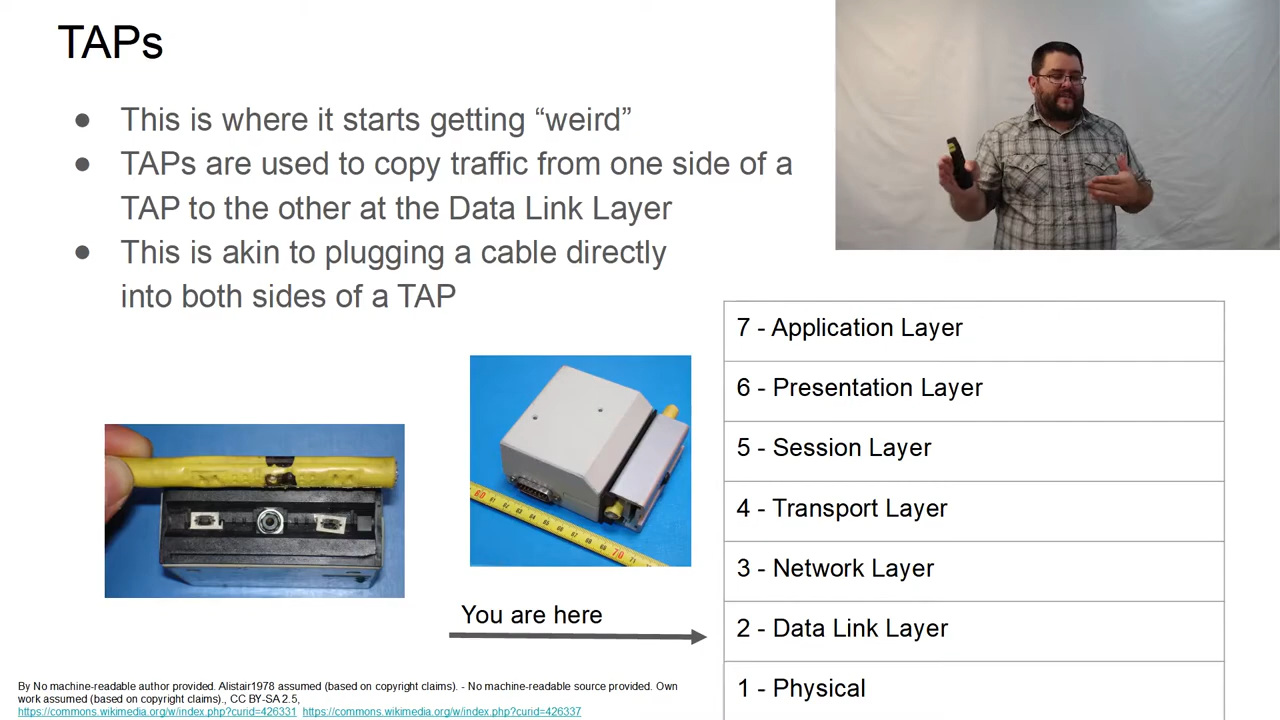 TAPs
● This is where it starts getting “weird”
● TAPs are used to copy traffic from one side of a
TAP to the other at the Data Link Layer
● This is akin to plugging a cable directly
into both sides of a TAP
7 - Application Layer
6 - Presentation Layer
5 - Session Layer
4 - Transport Layer
3 - Network Layer
2 - Data Link Layer
1 - Physical
You are here
By No machine-readable author provided. Alistair1978 assumed (based on copyright claims). - No machine-readable source provided. Own
work assumed (based on copyright claims)., CC BY-SA 2.5,
https://commons.wikimedia.org/w/index.php?curid=426331 https://commons.wikimedia.org/w/index.php?curid=426337